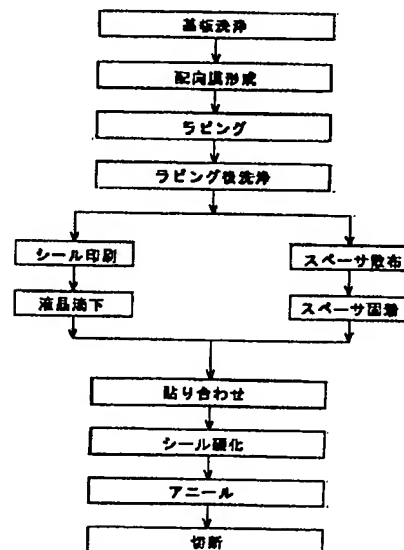 基板洗浄
配向膜形成
ラビング
ラビング後洗浄
シール印刷
スペーサ散布
液晶滴下
スペーサ固着
貼り合わせ
シール硬化
アニール
切断